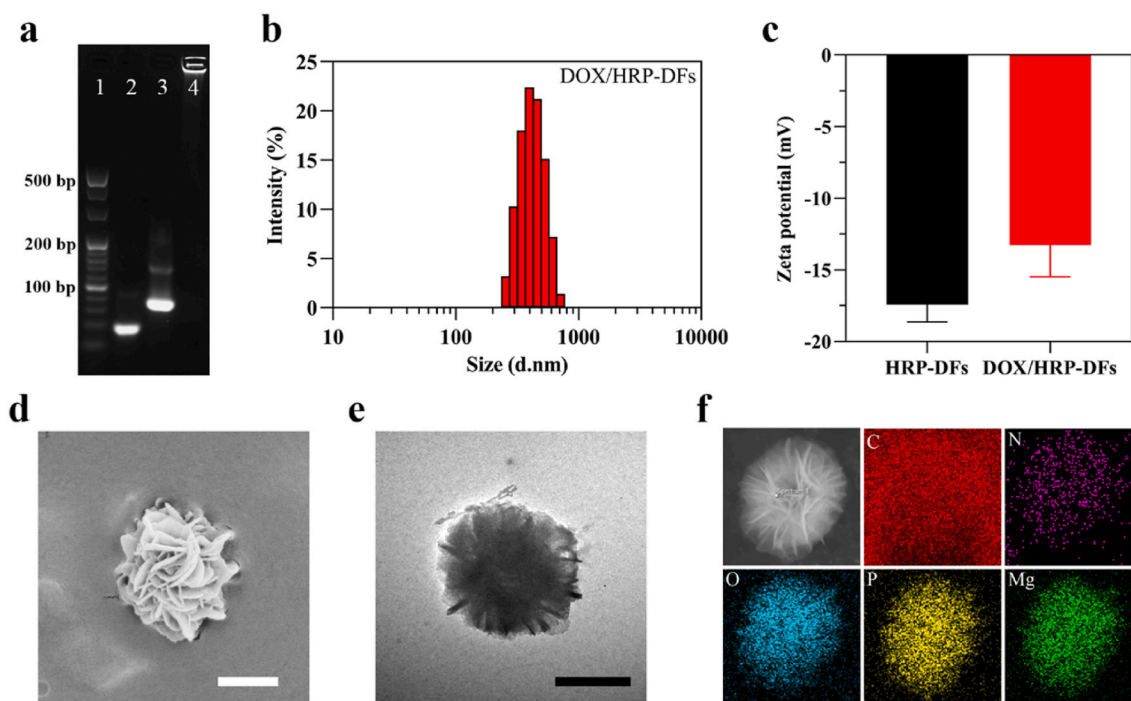 a
1 2 3 4
500 bp
200 bp
100 bp
b
DOX/HRP-DFs
Intensity (%)
25
20
15
10
5
0
10 100 1000 10000
Size (d.nm)
c
Zeta potential (mV)
0
-5
-10
-15
-20
HRP-DFs DOX/HRP-DFs
d
e
f
C
N
O
P
Mg